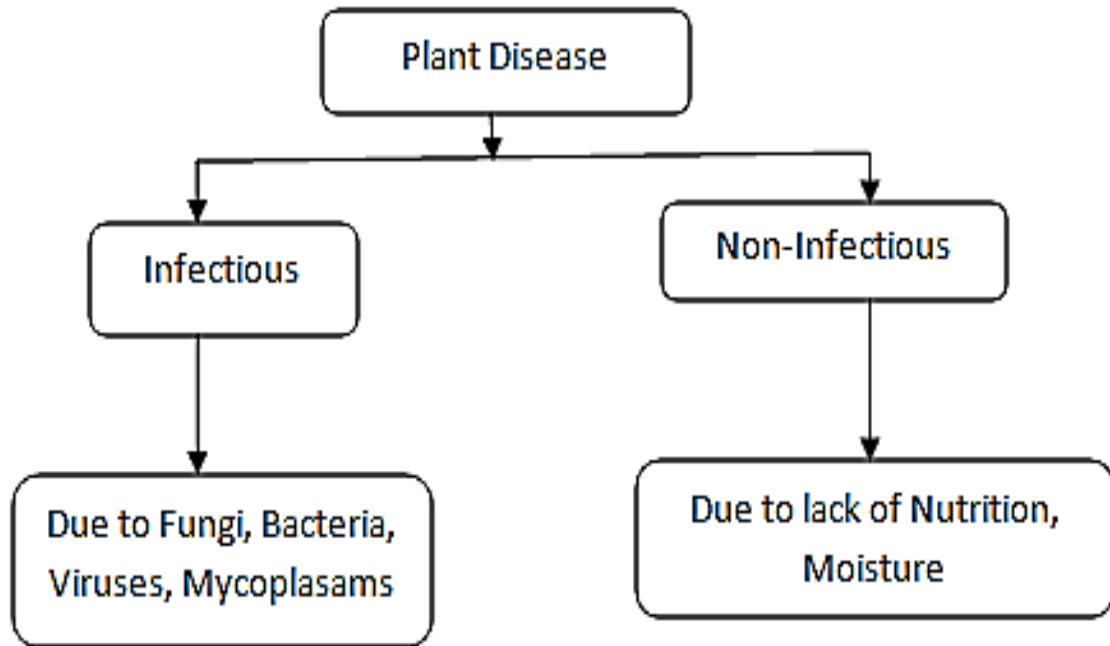 Plant Disease
Infectious
Non-Infectious
Due to Fungi, Bacteria,
Viruses, Mycoplasams
Due to lack of Nutrition,
Moisture